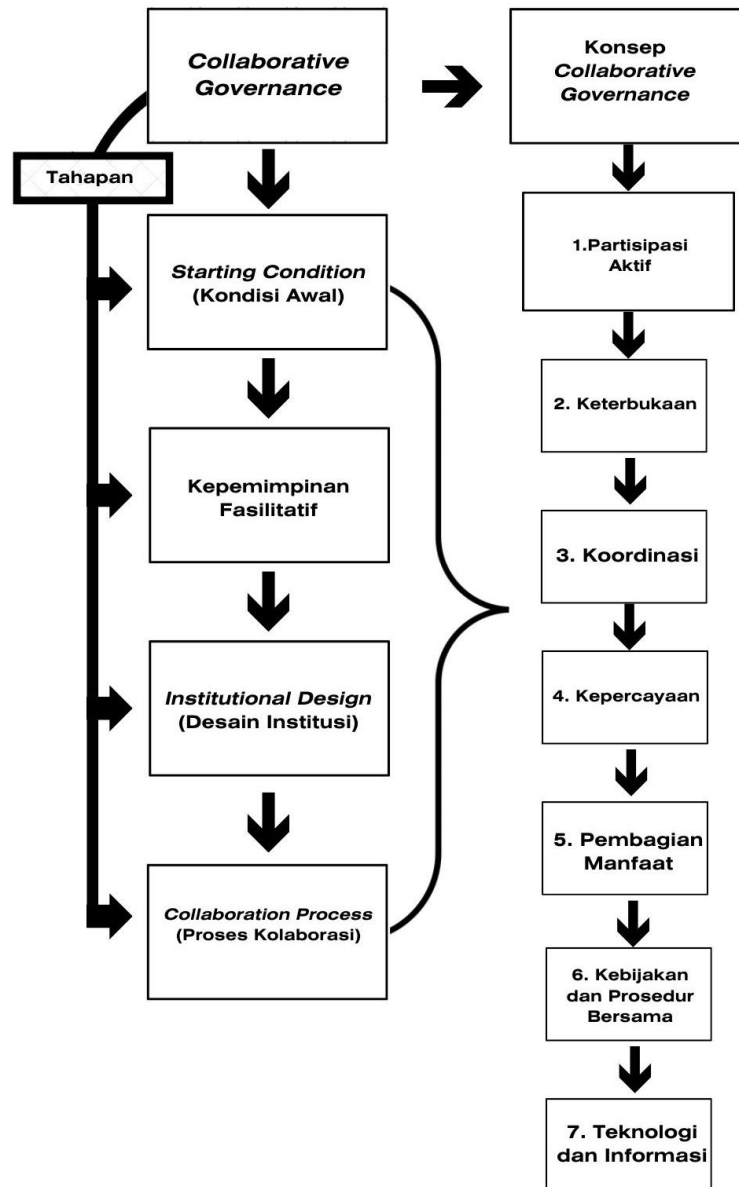 Collaborative
Governance
Konsep
Collaborative
Governance
Tahapan
Starting Condition
(Kondisi Awal)
Kepemimpinan
Fasilitatif
Institutional Design
(Desain Institusi)
Collaboration Process
(Proses Kolaborasi)
1.Partisipasi
Aktif
2. Keterbukaan
3. Koordinasi
4. Kepercayaan
5. Pembagian
Manfaat
6. Kebijakan
dan Prosedur
Bersama
7. Teknologi
dan Informasi